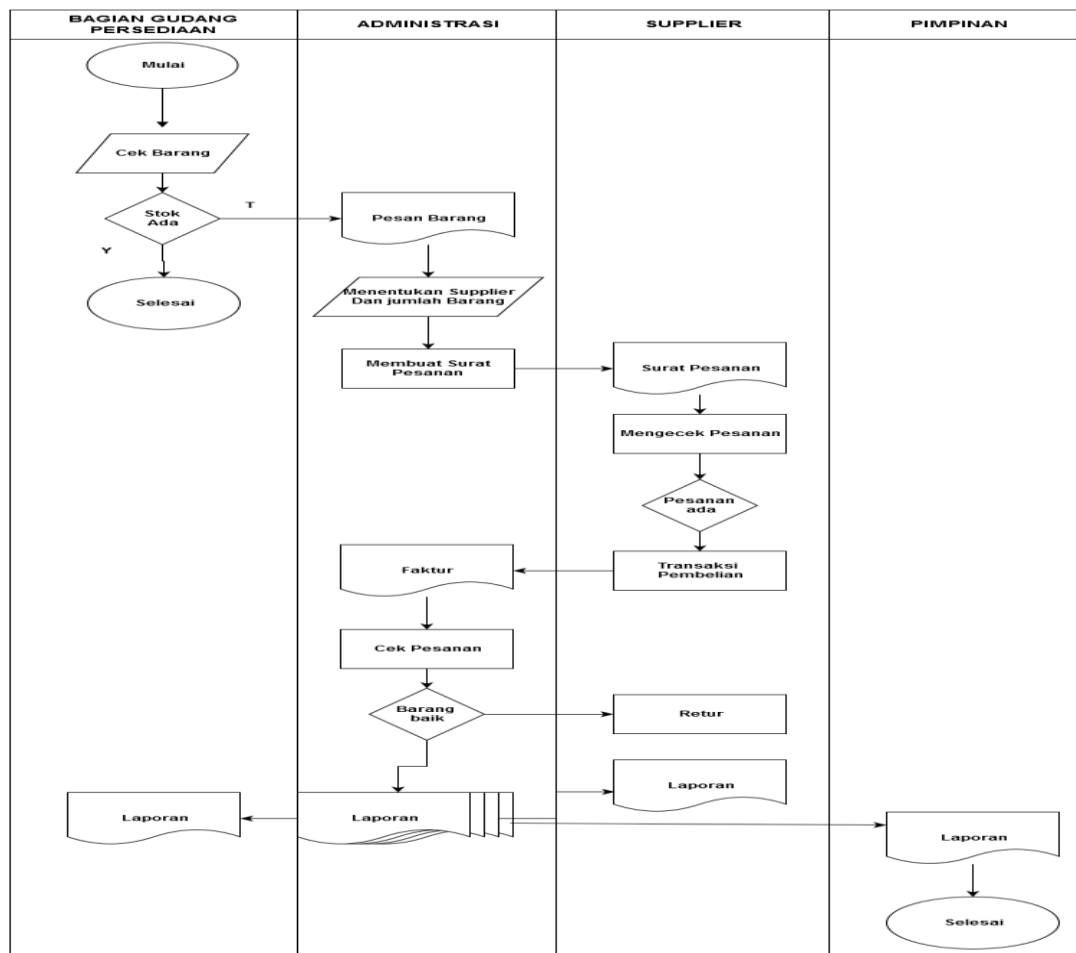 BAGIAN GUDANG
PERSEDIAAN
ADMINISTRASI
SUPPLIER
PIMPINAN
Mulai
Cek Barang
Stok
Ada
T
Y
Selesai
Pesan Barang
Menentukan Supplier
Dan jumlah Barang
Membuat Surat
Pesanan
Surat Pesanan
Mengecek Pesanan
Pesanan
ada
Transaksi
Pembelian
Faktur
Cek Pesanan
Barang
baik
Retur
Laporan
Laporan
Laporan
Laporan
Selesai